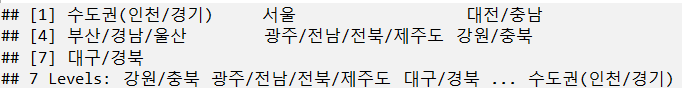 ## [1] 수도권(인천/경기) 서울 대전/충남
## [4] 부산/경남/울산 광주/전남/전북/제주도 강원/충북
## [7] 대구/경북
## 7 Levels: 강원/충북 광주/전남/전북/제주도 대구/경북 ... 수도권(인천/경기)